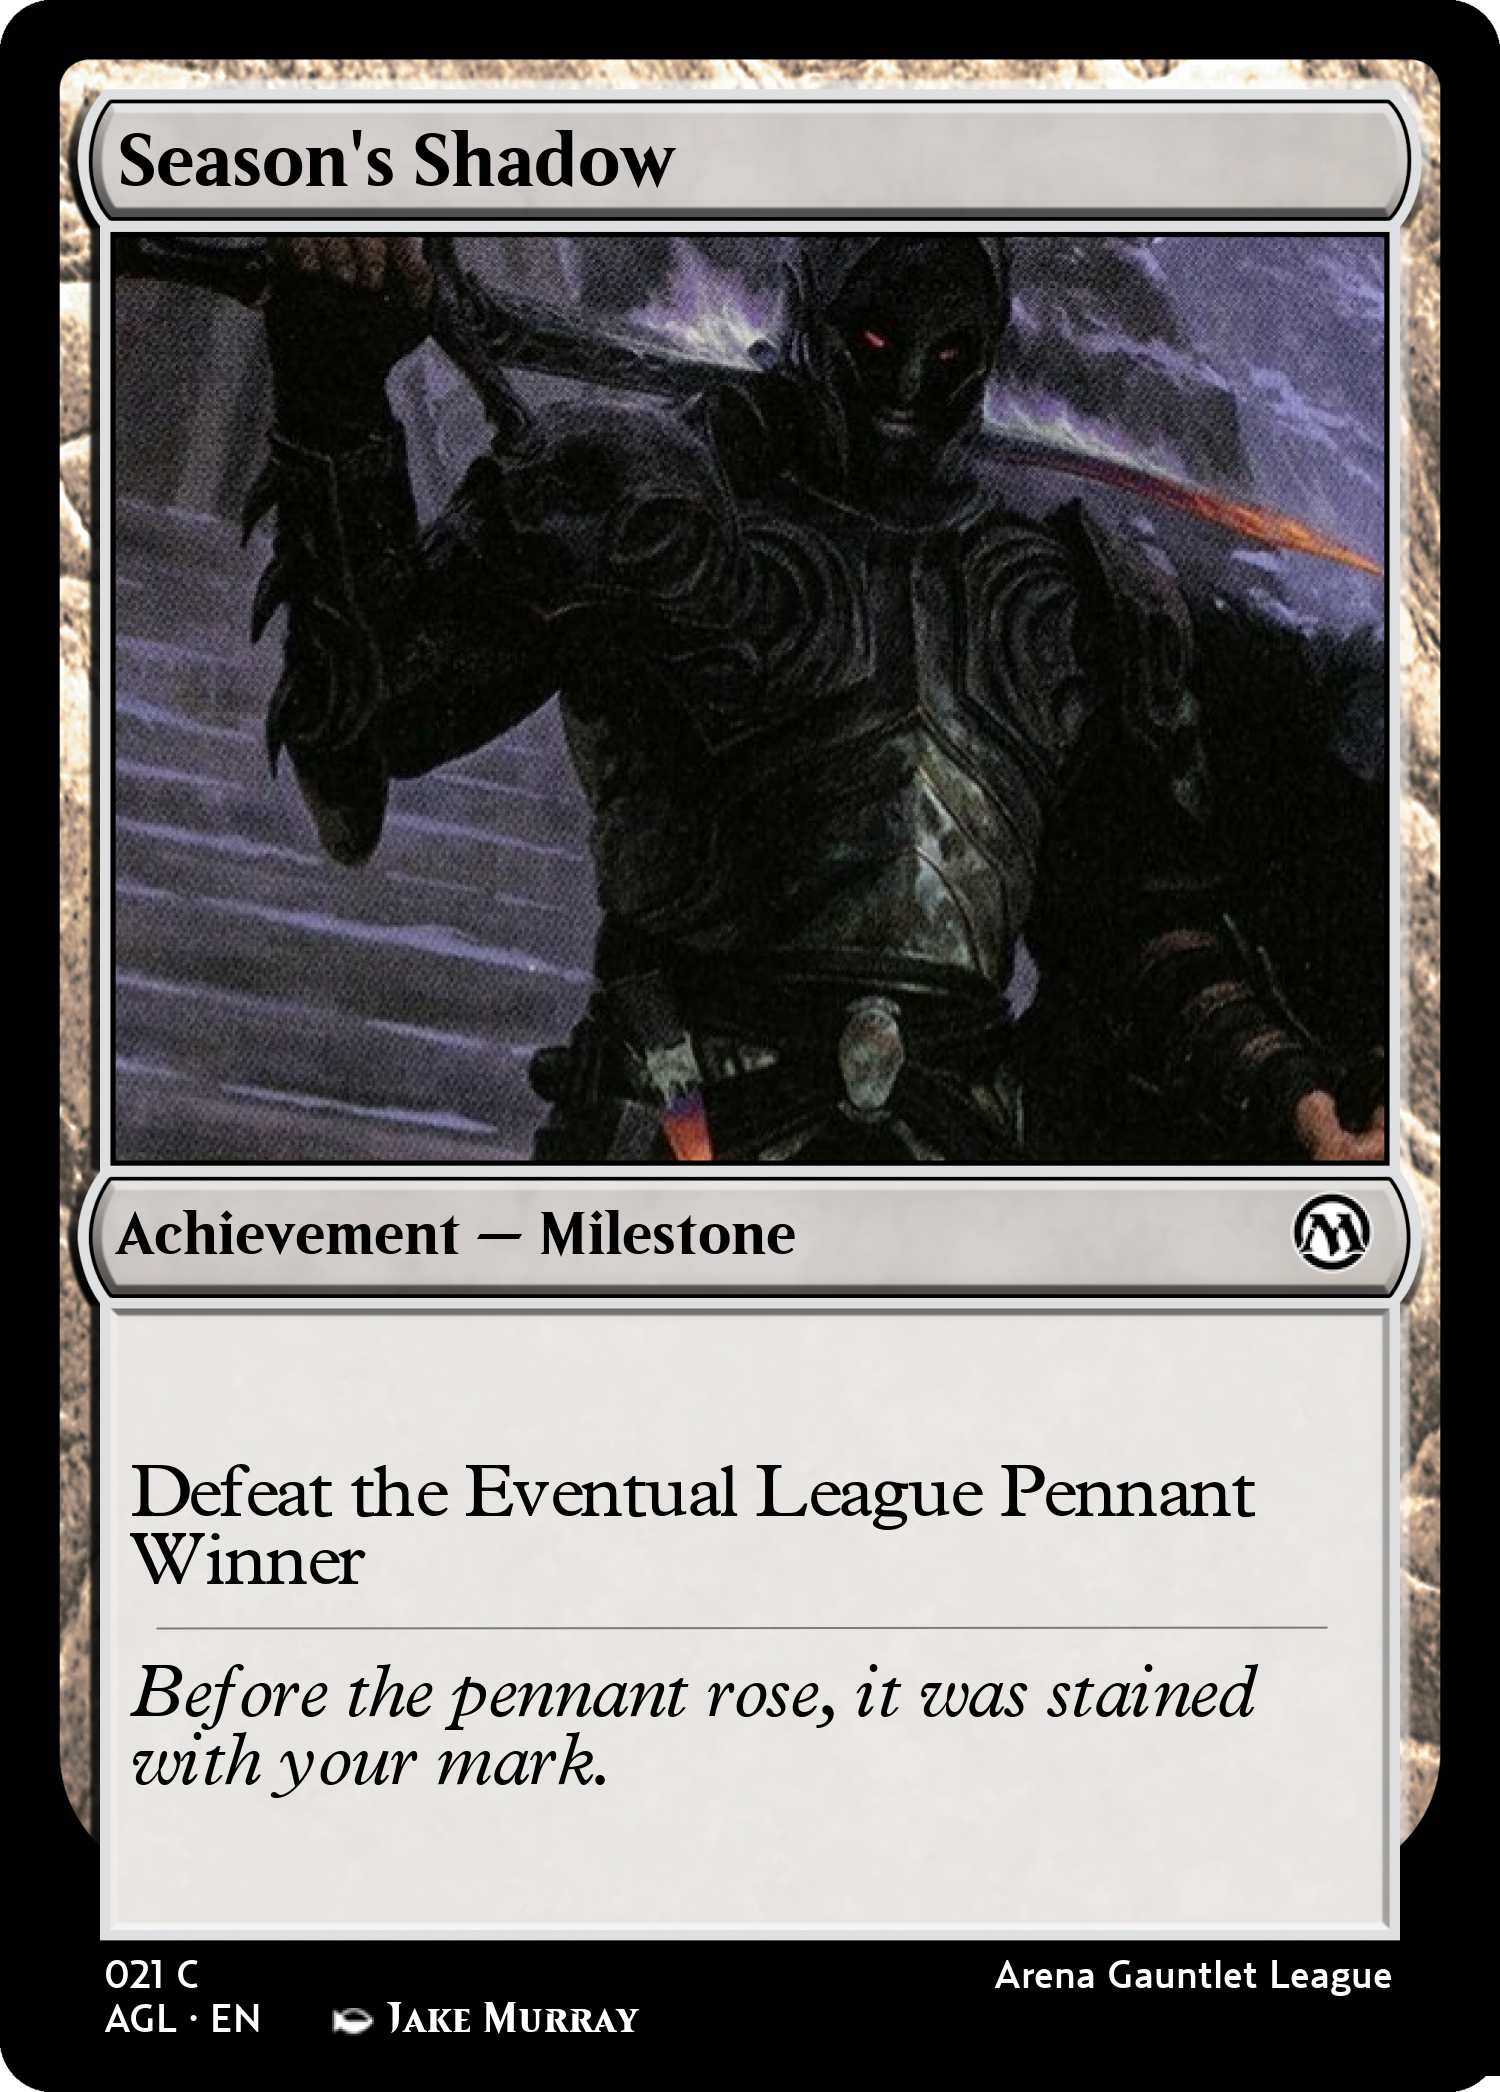 Season's Shadow
Achievement — Milestone
M
Defeat the Eventual League Pennant
Winner
Before the pennant rose, it was stained
with your mark.
021 C
Arena Gauntlet League
AGL · EN
JAKE MURRAY